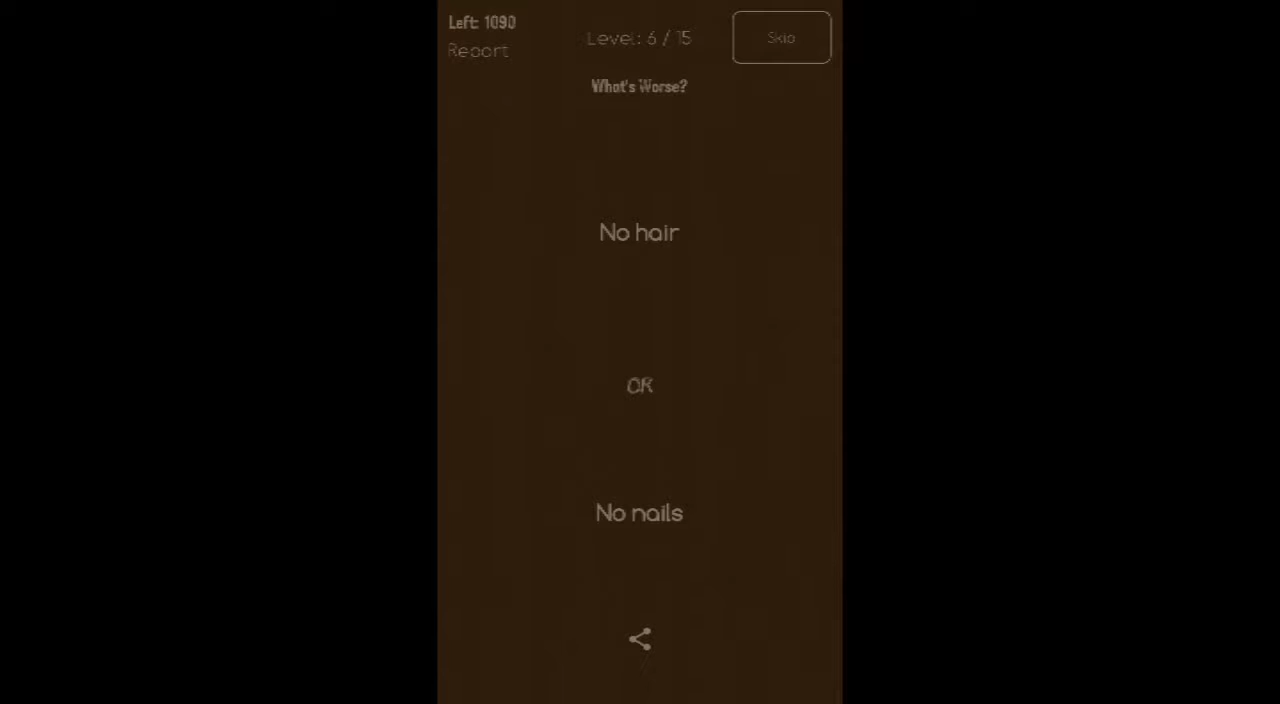 Left: 1090
Report
Level: 6 / 15
Skip
What's Worse?
No hair
OR
No nails